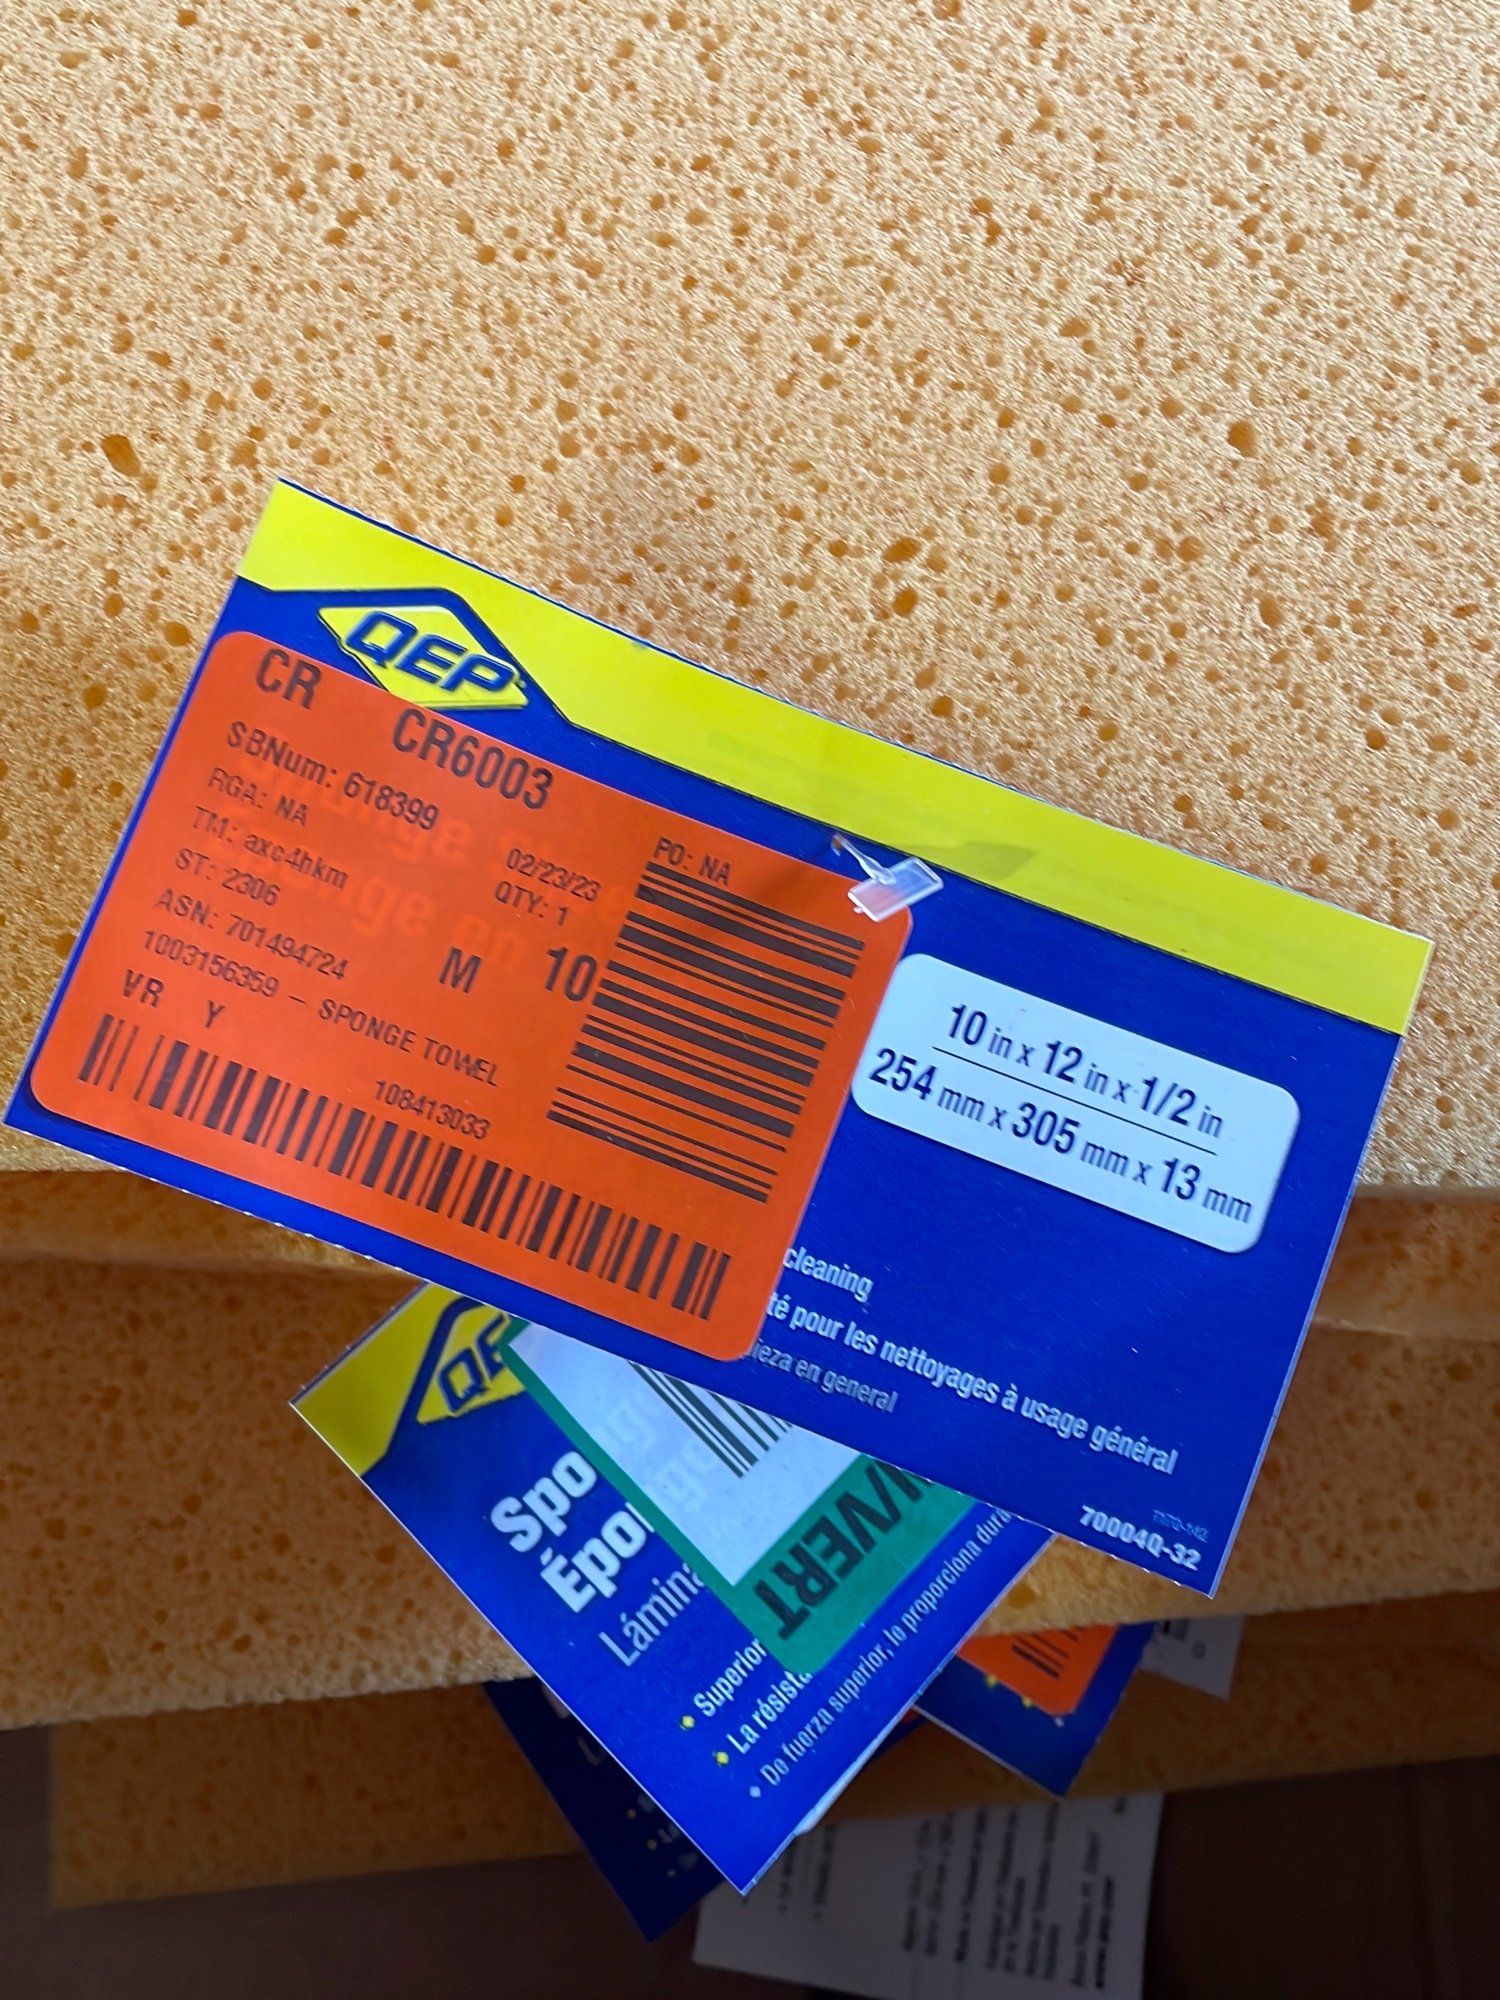 QEP
CR CR6003
SBNum: 618399
RGA: NA
TM: axc4hkm
ST: 2306
ASN: 701494724
02/23/23
QTY: 1
M 10
PO: NA
1003156359 – SPONGE TOWEL
VR Y
108413033
10 in x 12 in x 1/2 in
254 mm x 305 mm x 13 mm
cleaning
té pour les nettoyages à usage général
ieza en general
70004Q-32
QE
Spo
Épo
Lámina
/VERT
Superior
La résist
De fuerza superior, le proporciona dura